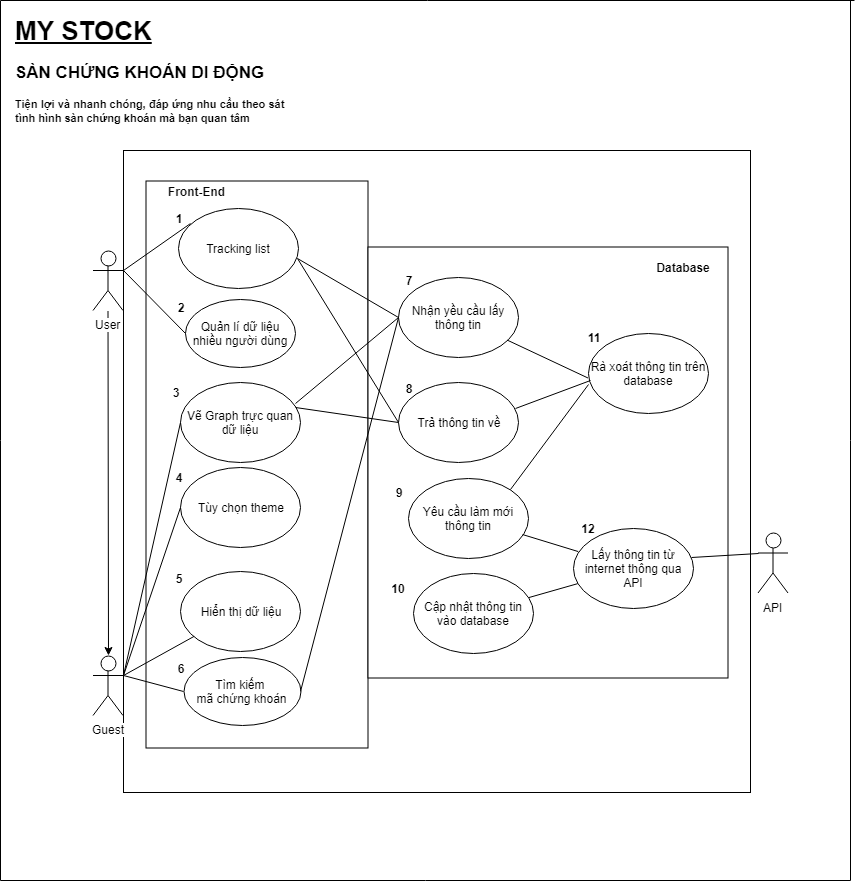 MY STOCK
SÀN CHỨNG KHOÁN DI ĐỘNG
Tiện lợi và nhanh chóng, đáp ứng nhu cầu theo sát
tình hình sàn chứng khoán mà bạn quan tâm
Front-End
1
Tracking list
2
Quản lí dữ liệu
nhiều người dùng
3
Vẽ Graph trực quan
dữ liệu
4
Tùy chọn theme
5
Hiển thị dữ liệu
6
Tìm kiếm
mã chứng khoán
User
Guest
Database
7
Nhận yều cầu lấy
thông tin
8
Trả thông tin về
9
Yêu cầu làm mới
thông tin
10
Cập nhật thông tin
vào database
11
Rà xoát thông tin trên
database
12
Lấy thông tin từ
internet thông qua
API
API